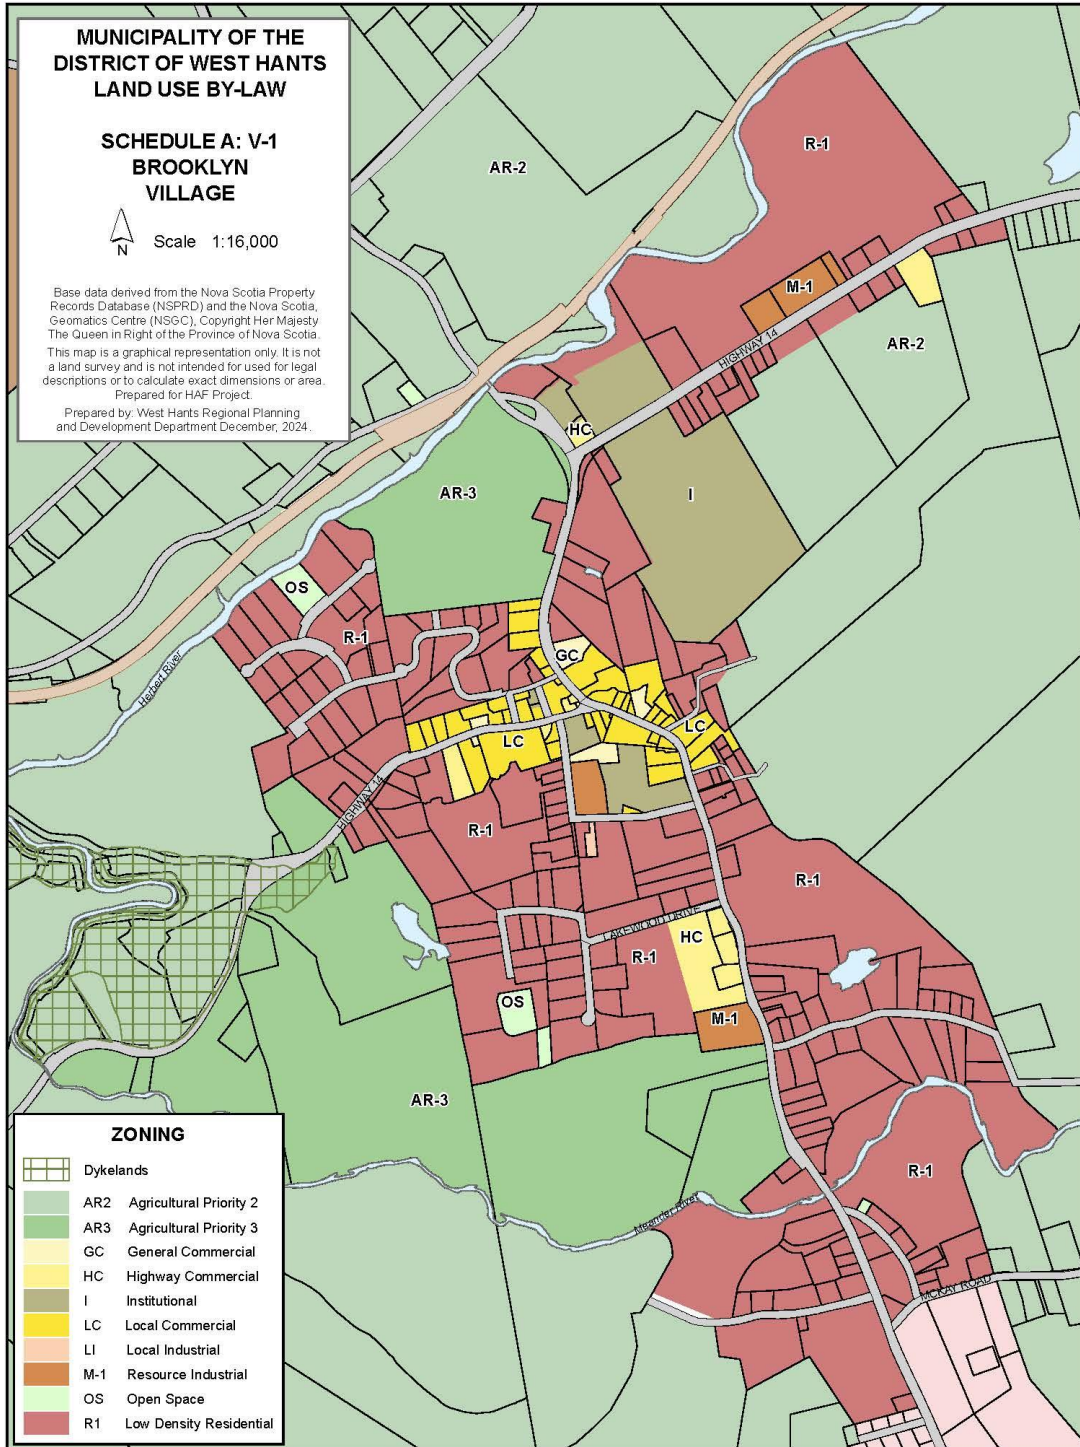 MUNICIPALITY OF THE
DISTRICT OF WEST HANTS
LAND USE BY-LAW
SCHEDULE A: V-1
BROOKLYN
VILLAGE
N
Scale 1:16,000
Base data derived from the Nova Scotia Property
Records Database (NSPRD) and the Nova Scotia,
Geomatics Centre (NSGC), Copyright Her Majesty
The Queen in Right of the Province of Nova Scotia.
This map is a graphical representation only. It is not
a land survey and is not intended for used for legal
descriptions or to calculate exact dimensions or area.
Prepared for HAF Project.
Prepared by: West Hants Regional Planning
and Development Department December, 2024.
R-1
AR-2
M-1
HIGHWAY 14
AR-2
HC
AR-3
I
OS
R-1
GC
Herbert River
LC
LC
HIGHWAY 14
R-1
R-1
LAKEWOOD DRIVE
HC
R-1
OS
M-1
AR-3
R-1
Meander River
MCKAY ROAD
ZONING
Dykelands
AR2 Agricultural Priority 2
AR3 Agricultural Priority 3
GC General Commercial
HC Highway Commercial
I Institutional
LC Local Commercial
LI Local Industrial
M-1 Resource Industrial
OS Open Space
R1 Low Density Residential